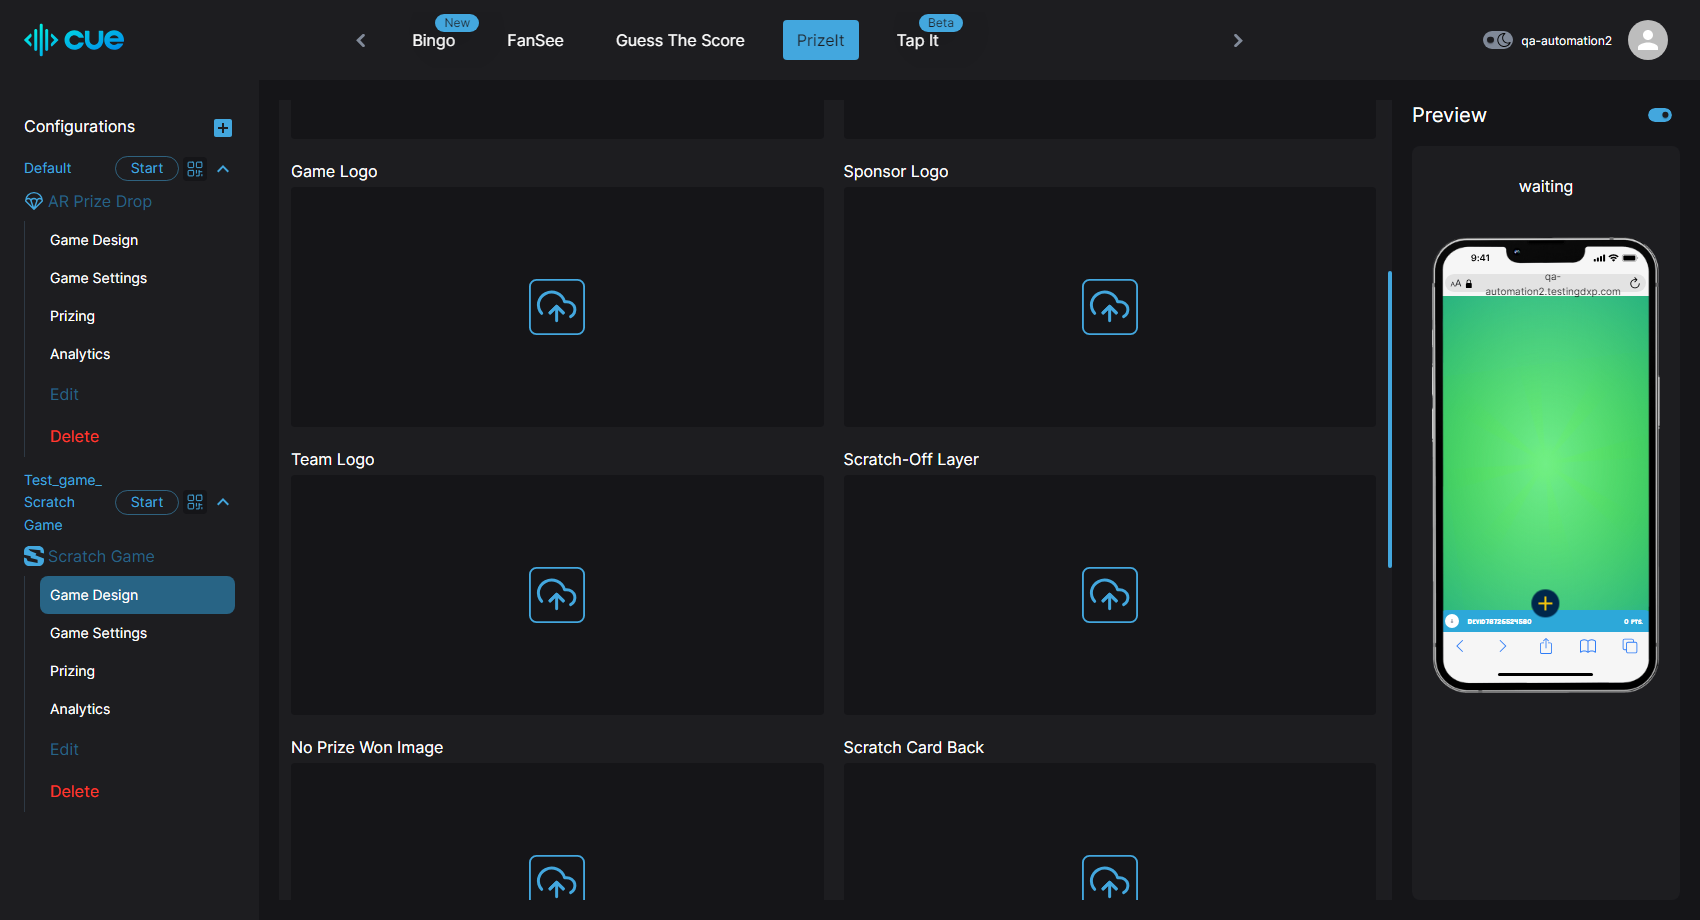 cue
New
Bingo
FanSee
Guess The Score
PrizeIt
Beta
Tap It
qa-automation2
Configurations
Default
Start
AR Prize Drop
Game Design
Game Settings
Prizing
Analytics
Edit
Delete
Test_game_
Scratch
Game
Start
Scratch Game
Game Design
Game Settings
Prizing
Analytics
Edit
Delete
Game Logo
Sponsor Logo
Team Logo
Scratch-Off Layer
No Prize Won Image
Scratch Card Back
Preview
waiting
9:41
AA
qa-
automation2.testingdxp.com
0 PTS.